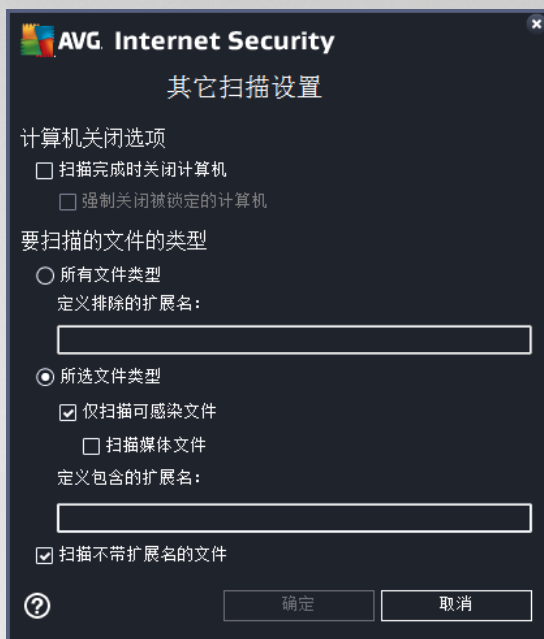 AVG. Internet Security
其它扫描设置
计算机关闭选项
扫描完成时关闭计算机
强制关闭被锁定的计算机
要扫描的文件的类型
所有文件类型
定义排除的扩展名：
所选文件类型
仅扫描可感染文件
扫描媒体文件
定义包含的扩展名：
扫描不带扩展名的文件
确定
取消